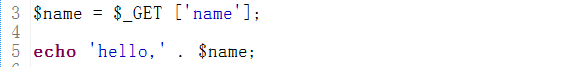 3 $name = $_GET ['name'];
4
5 echo 'hello,' . $name;